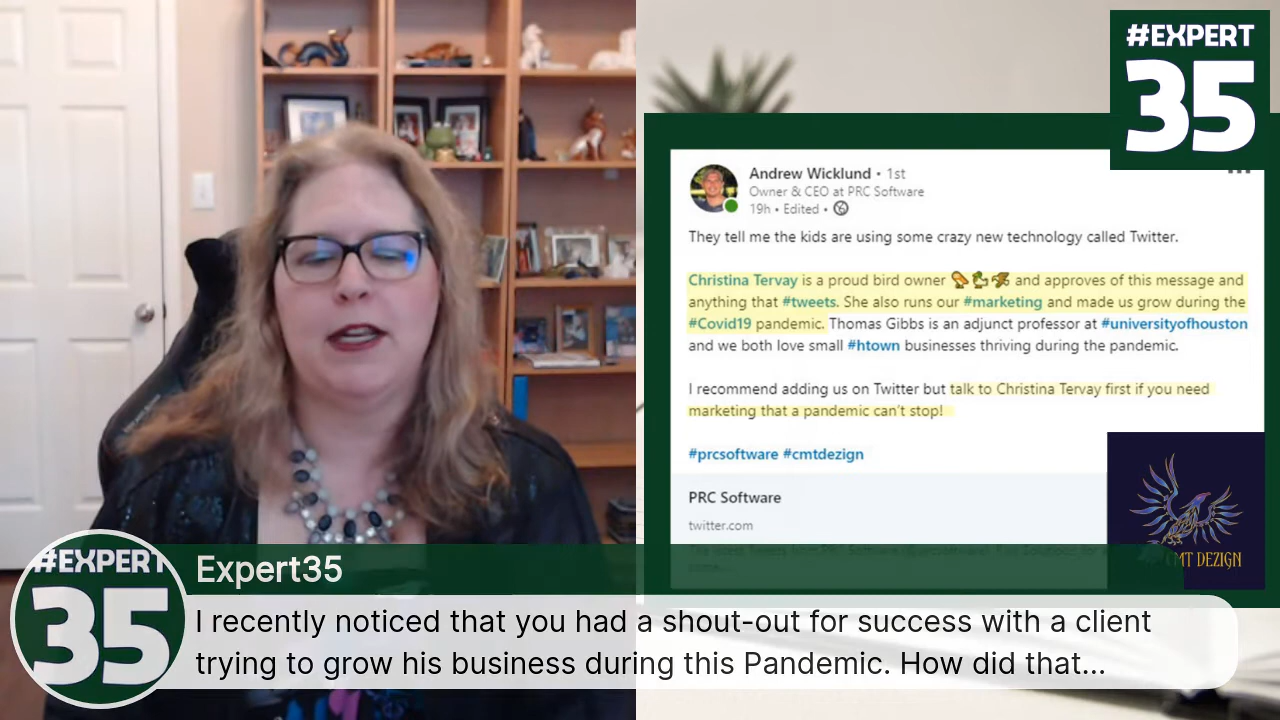 #EXPERT
35
Andrew Wicklund • 1st
Owner & CEO at PRC Software
19h • Edited •
They tell me the kids are using some crazy new technology called Twitter.
Christina Tervay is a proud bird owner and approves of this message and
anything that #tweets. She also runs our #marketing and made us grow during the
#Covid19 pandemic. Thomas Gibbs is an adjunct professor at #universityofhouston
and we both love small #htown businesses thriving during the pandemic.
I recommend adding us on Twitter but talk to Christina Tervay first if you need
marketing that a pandemic can't stop!
#prcsoftware #cmtdezign
PRC Software
twitter.com
CMT DEZIGN
#EXPERT
35
Expert35
I recently noticed that you had a shout-out for success with a client
trying to grow his business during this Pandemic. How did that...